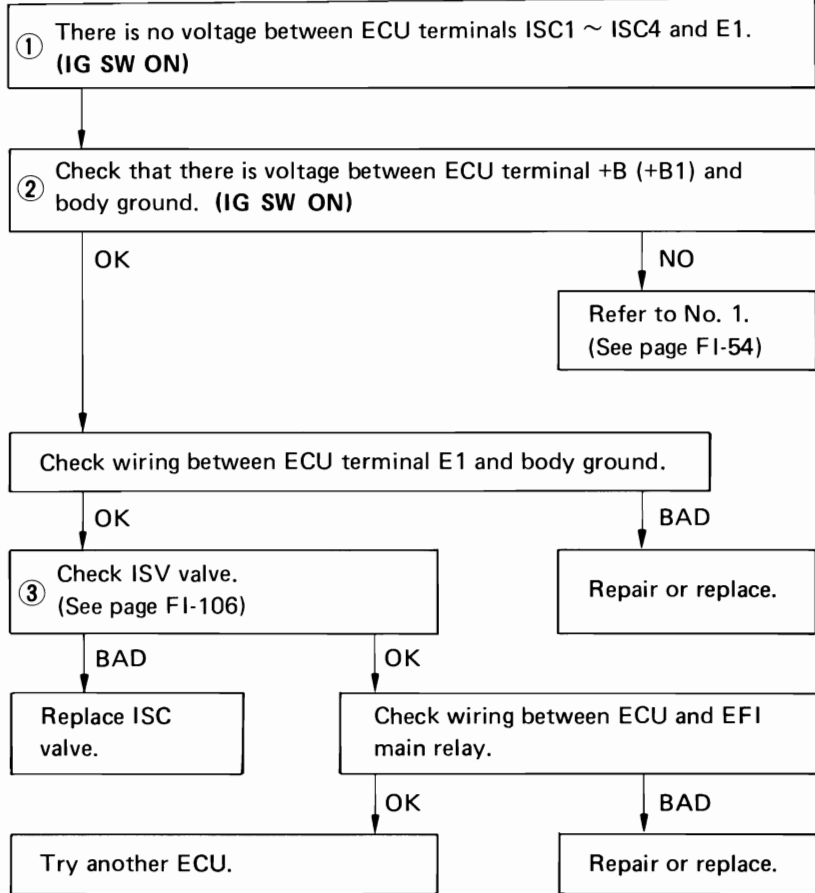 ① There is no voltage between ECU terminals ISC1 ~ ISC4 and E1.
(IG SW ON)
② Check that there is voltage between ECU terminal +B (+B1) and
body ground. (IG SW ON)
OK
NO
Refer to No. 1.
(See page FI-54)
Check wiring between ECU terminal E1 and body ground.
OK
BAD
③ Check ISV valve.
(See page FI-106)
Repair or replace.
BAD
OK
Replace ISC
valve.
Check wiring between ECU and EFI
main relay.
OK
BAD
Try another ECU.
Repair or replace.